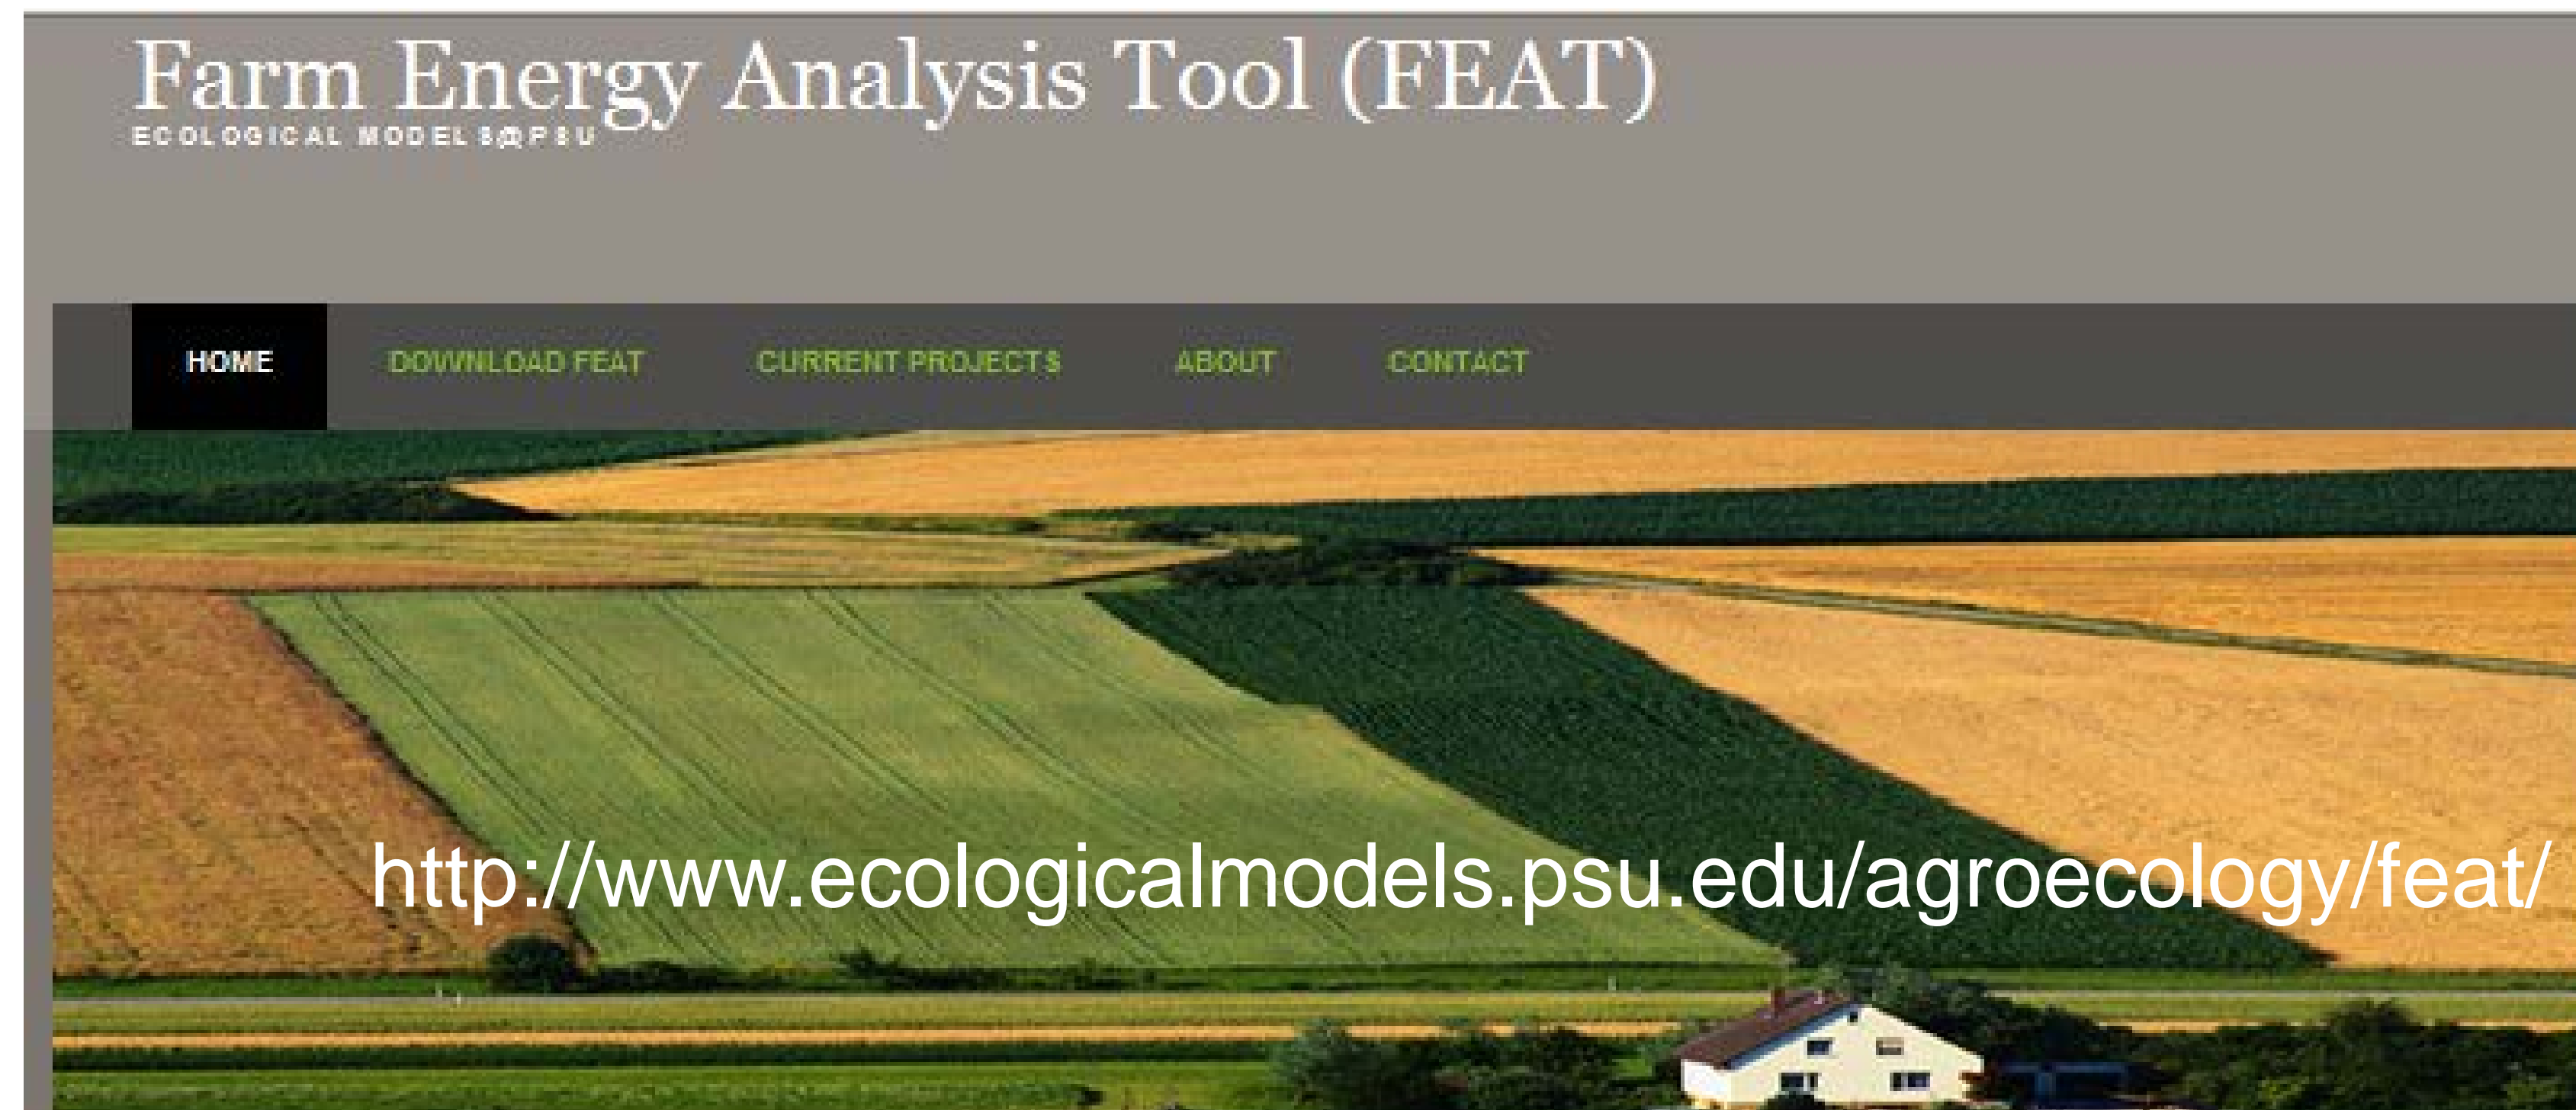 Farm Energy Analysis Tool (FEAT)
ECOLOGICAL MODELS@PSU
HOME DOWNLOAD FEAT CURRENT PROJECTS ABOUT CONTACT
http://www.ecologicalmodels.psu.edu/agroecology/feat/